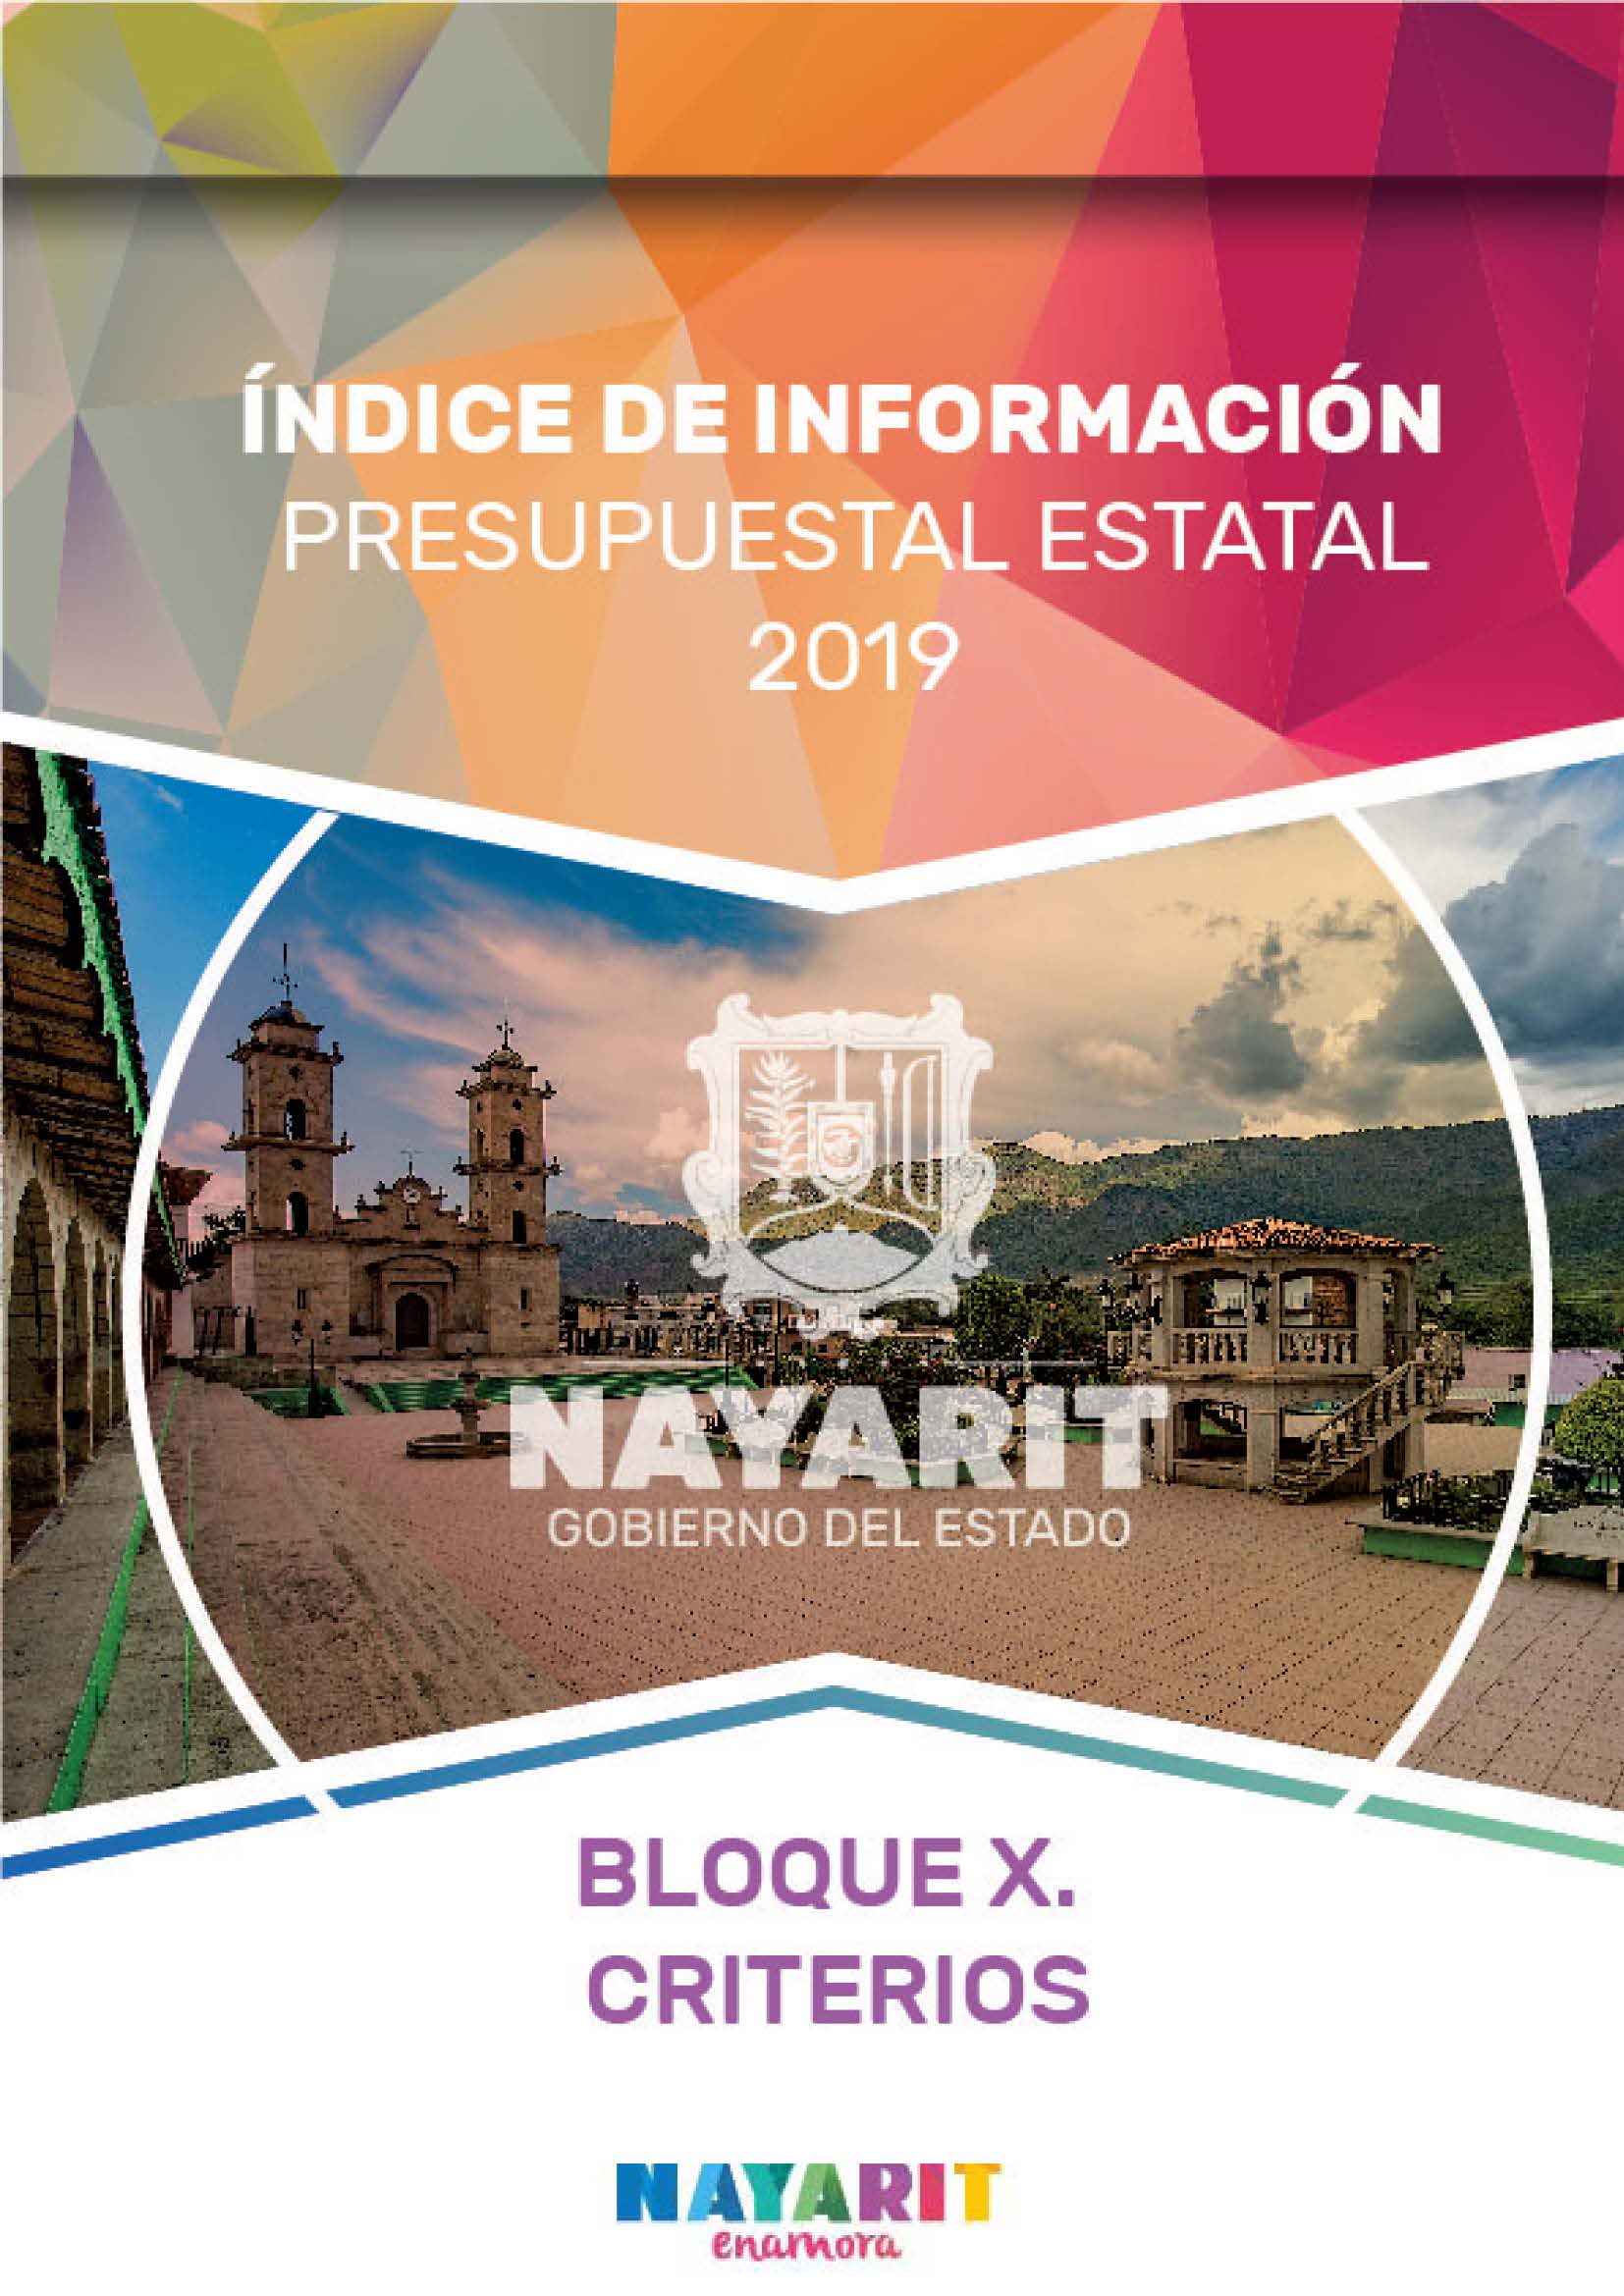 ÍNDICE DE INFORMACIÓN
PRESUPUESTAL ESTATAL
2019
NAYARIT
GOBIERNO DEL ESTADO
BLOQUE X.
CRITERIOS
NAYARIT
enamora